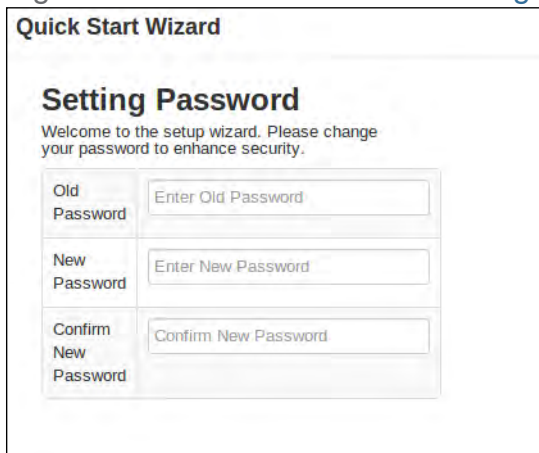 Quick Start Wizard
Setting Password
Welcome to the setup wizard. Please change
your password to enhance security.
Old
Password
Enter Old Password
New
Password
Enter New Password
Confirm
New
Password
Confirm New Password